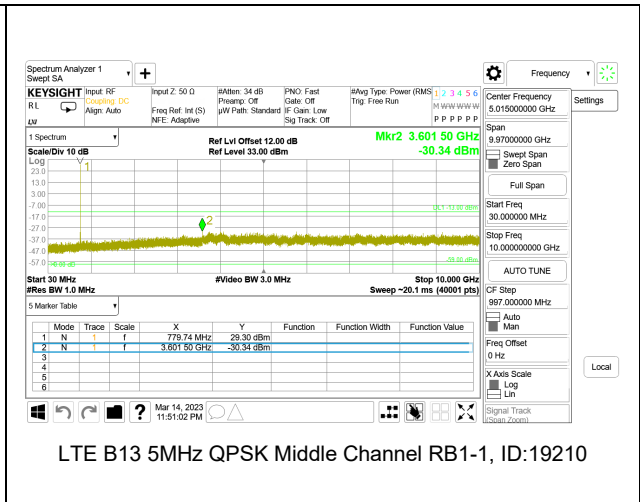 Spectrum Analyzer 1
Swept SA
Frequency
KEYSIGHT
Input: RF
Coupling: DC
Align: Auto
Input Z: 50 Ω
Freq Ref: Int (S)
NFE: Adaptive
#Atten: 34 dB
Preamp: Off
µW Path: Standard
PNO: Fast
Gate: Off
IF Gain: Low
Sig Track: Off
#Avg Type: Power (RMS
Trig: Free Run
1 2 3 4 5 6
M W W W W W
P P P P P P
RL
LXI
Center Frequency
5.015000000 GHz
Settings
Span
9.97000000 GHz
Swept Span
Zero Span
Full Span
Start Freq
30.000000 MHz
Stop Freq
10.000000000 GHz
AUTO TUNE
CF Step
997.000000 MHz
Auto
Man
Freq Offset
0 Hz
X Axis Scale
Log
Lin
Signal Track
(Span Zoom)
Local
1 Spectrum
Scale/Div 10 dB
Log
Ref Lvl Offset 12.00 dB
Ref Level 33.00 dBm
Mkr2 3.601 50 GHz
-30.34 dBm
23.0
13.0
3.00
-7.00
-17.0
-27.0
-37.0
-47.0
-57.0
1
2
DL1 -13.00 dBm
Start 30 MHz
#Res BW 1.0 MHz
#Video BW 3.0 MHz
Stop 10.000 GHz
Sweep ~20.1 ms (40001 pts)
5 Marker Table
Mode Trace Scale X Y Function Function Width Function Value
1 N 1 f 779.74 MHz 29.30 dBm
2 N 1 f 3.601 50 GHz -30.34 dBm
3
4
5
6
?
Mar 14, 2023
11:51:02 PM
LTE B13 5MHz QPSK Middle Channel RB1-1, ID:19210